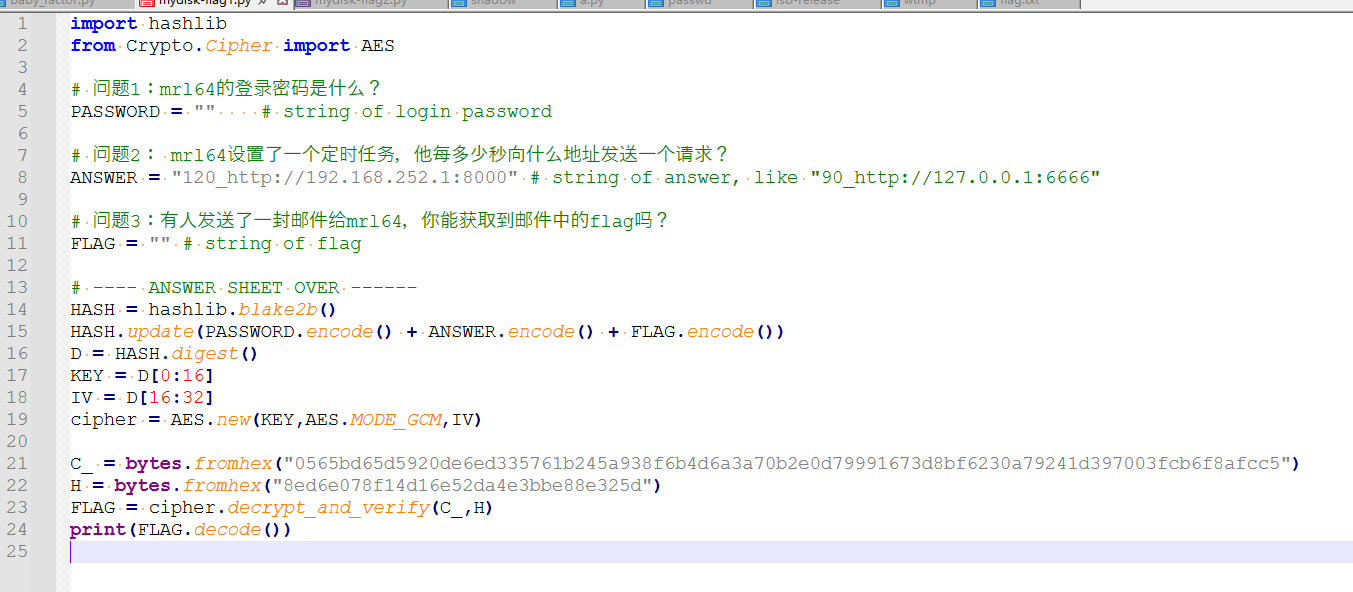 mydisk-flag1.py mydisk-flag2.py shadow a.py passwd lsb-release wtmp flag.txt
1 import hashlib
2 from Crypto.Cipher import AES
3
4 # 问题1：mrl64的登录密码是什么？
5 PASSWORD = "" # string of login password
6
7 # 问题2： mrl64设置了一个定时任务，他每多少秒向什么地址发送一个请求？
8 ANSWER = "120_http://192.168.252.1:8000" # string of answer, like "90_http://127.0.0.1:6666"
9
10 # 问题3：有人发送了一封邮件给mrl64，你能获取到邮件中的flag吗？
11 FLAG = "" # string of flag
12
13 # ---- ANSWER SHEET OVER ------
14 HASH = hashlib.blake2b()
15 HASH.update(PASSWORD.encode() + ANSWER.encode() + FLAG.encode())
16 D = HASH.digest()
17 KEY = D[0:16]
18 IV = D[16:32]
19 cipher = AES.new(KEY,AES.MODE_GCM,IV)
20
21 C_ = bytes.fromhex("0565bd65d5920de6ed335761b245a938f6b4d6a3a70b2e0d79991673d8bf6230a79241d397003fcb6f8afcc5")
22 H = bytes.fromhex("8ed6e078f14d16e52da4e3bbe88e325d")
23 FLAG = cipher.decrypt_and_verify(C_,H)
24 print(FLAG.decode())
25